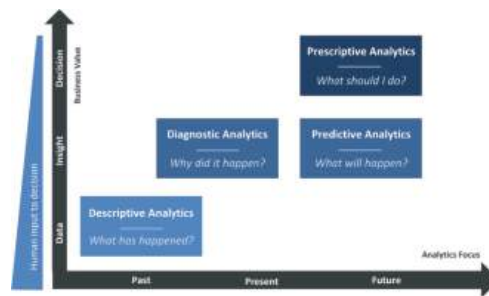 Prescriptive Analytics
What should I do?
Diagnostic Analytics
Why did it happen?
Predictive Analytics
What will happen?
Descriptive Analytics
What has happened?
Human input to decision
Decision
Insight
Data
Business Value
Analytics Focus
Past
Present
Future